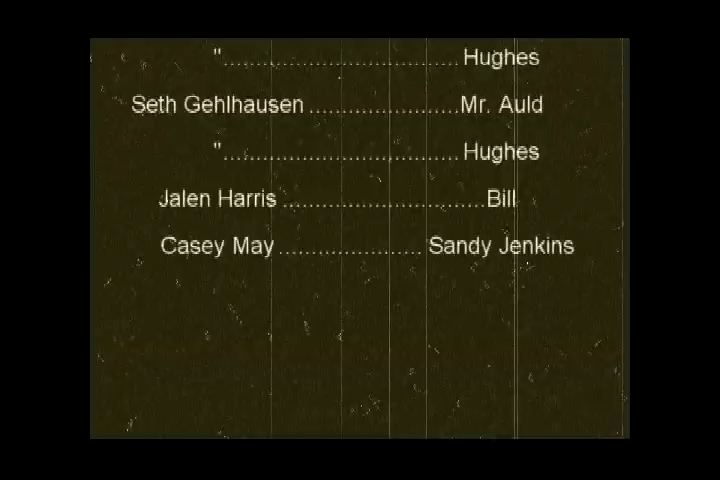 ".................................... Hughes
Seth Gehlhausen.......................Mr. Auld
".................................... Hughes
Jalen Harris ...............................Bill
Casey May...................... Sandy Jenkins